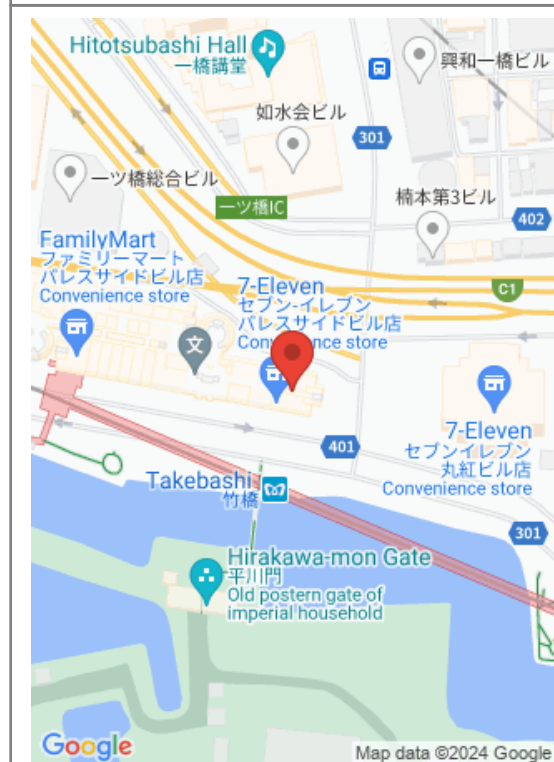 Hitotsubashi Hall
一橋講堂
興和一橋ビル
如水会ビル
301
一ツ橋総合ビル
一ツ橋IC
楠本第3ビル
402
FamilyMart
ファミリーマート
パレスサイドビル店
Convenience store
7-Eleven
セブン-イレブン
パレスサイドビル店
Convenience store
C1
文
7-Eleven
セブンイレブン
丸紅ビル店
Convenience store
401
Takebashi
竹橋
301
Hirakawa-mon Gate
平川門
Old postern gate of
imperial household
Google
Map data ©2024 Google